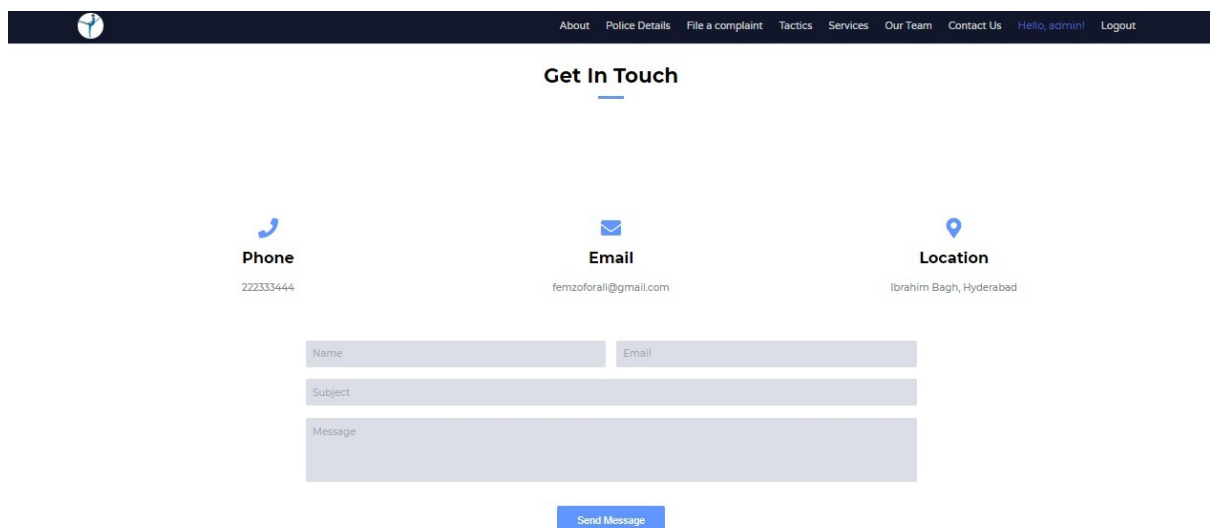 About Police Details File a complaint Tactics Services Our Team Contact Us Hello, admin! Logout
Get In Touch
Phone Email Location
222333444 femzoforall@gmail.com Ibrahim Bagh, Hyderabad
Name Email
Subject
Message
Send Message